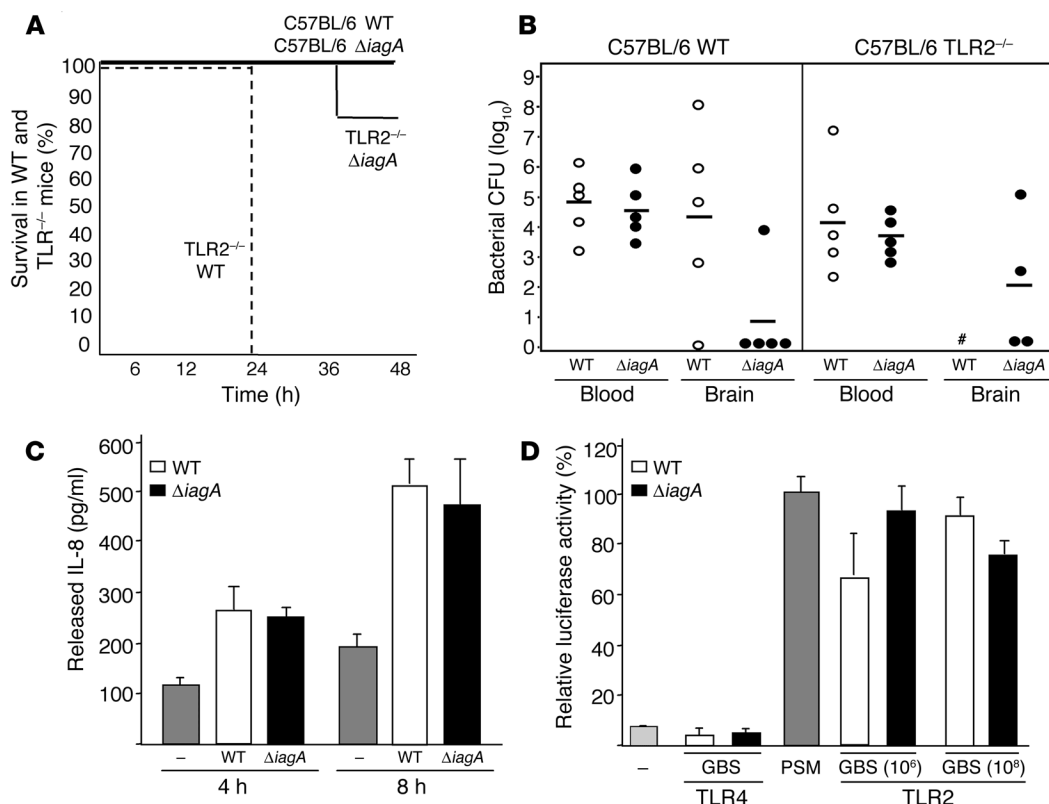 A
C57BL/6 WT
C57BL/6 ΔiagA
Survival in WT and
TLR–/– mice (%)
100
90
80
70
60
50
40
30
20
10
0
TLR2–/–
ΔiagA
TLR2–/–
WT
6 12 24 36 48
Time (h)
B
C57BL/6 WT C57BL/6 TLR2–/–
Bacterial CFU (log10)
9
8
7
6
5
4
3
2
1
0
#
WT ΔiagA WT ΔiagA WT ΔiagA WT ΔiagA
Blood Brain Blood Brain
C
Released IL-8 (pg/ml)
600
500
400
300
200
100
WT
ΔiagA
– WT ΔiagA – WT ΔiagA
4 h 8 h
D
Relative luciferase activity (%)
120
100
80
60
40
20
WT
ΔiagA
– GBS PSM GBS (10⁶) GBS (10⁸)
TLR4 TLR2